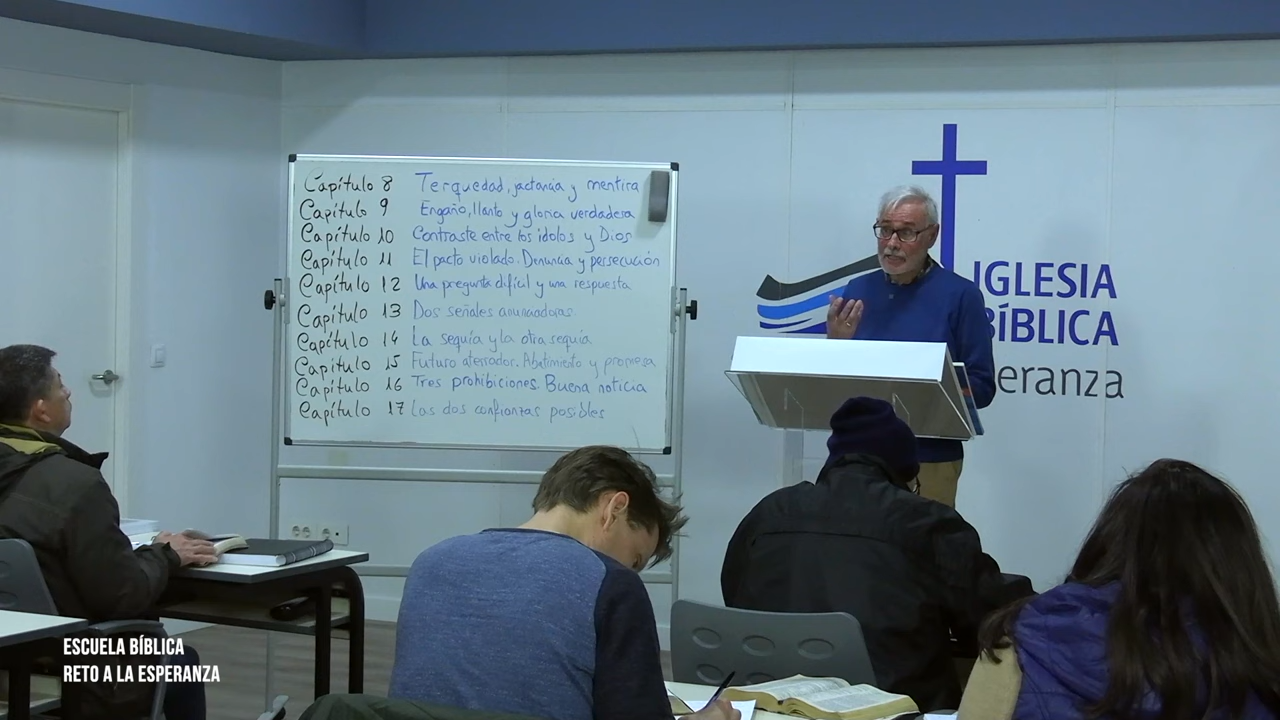 Capítulo 8 Terquedad, jactancia y mentira
Capítulo 9 Engaño, llanto y gloria verdadera
Capítulo 10 Contraste entre los ídolos y Dios
Capítulo 11 El pacto violado. Denuncia y persecución
Capítulo 12 Una pregunta difícil y una respuesta
Capítulo 13 Dos señales anunciadoras
Capítulo 14 La sequía y la otra sequía
Capítulo 15 Futuro aterrador. Abatimiento y promesa
Capítulo 16 Tres prohibiciones. Buena noticia
Capítulo 17 Las dos confianzas posibles
IGLESIA
BÍBLICA
eranza
ESCUELA BÍBLICA
RETO A LA ESPERANZA